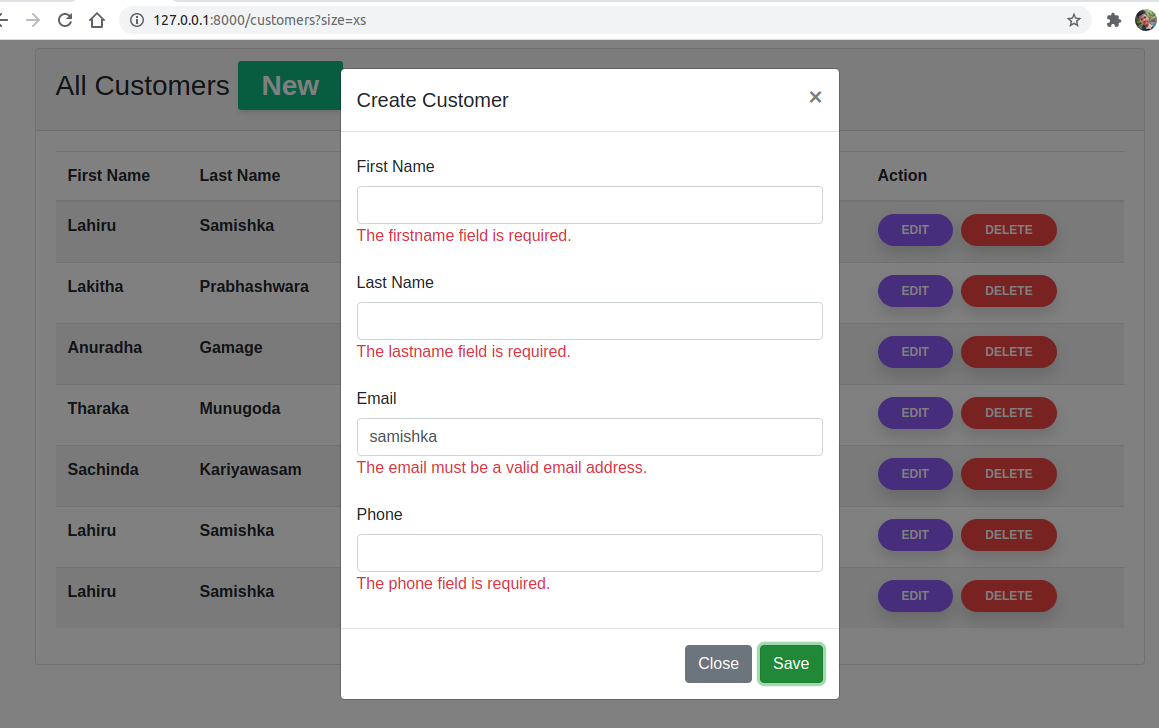 127.0.0.1:8000/customers?size=xs
All Customers New
Create Customer ×
First Name
The firstname field is required.
Last Name
The lastname field is required.
Email
samishka
The email must be a valid email address.
Phone
The phone field is required.
Close Save
First Name Last Name Action
Lahiru Samishka EDIT DELETE
Lakitha Prabhashwara EDIT DELETE
Anuradha Gamage EDIT DELETE
Tharaka Munugoda EDIT DELETE
Sachinda Kariyawasam EDIT DELETE
Lahiru Samishka EDIT DELETE
Lahiru Samishka EDIT DELETE